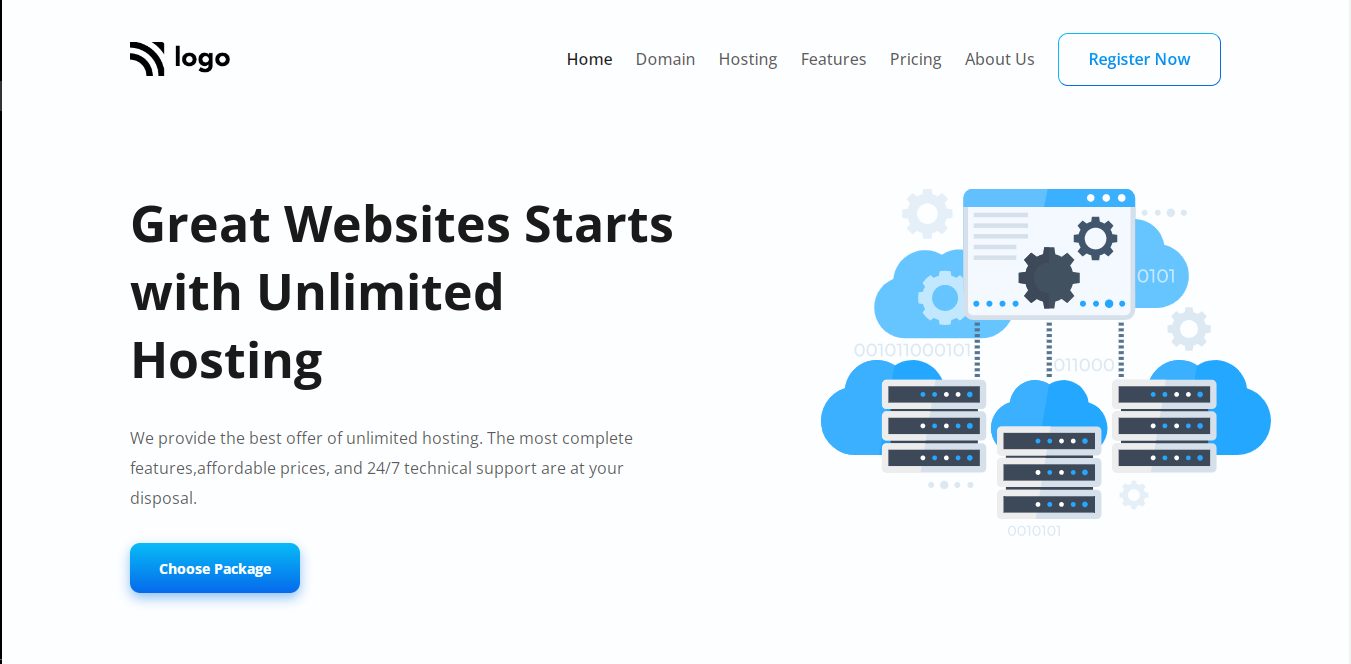 logo
Home Domain Hosting Features Pricing About Us Register Now
Great Websites Starts
with Unlimited
Hosting
We provide the best offer of unlimited hosting. The most complete
features,affordable prices, and 24/7 technical support are at your
disposal.
Choose Package
0101
001011000101
011000
0010101